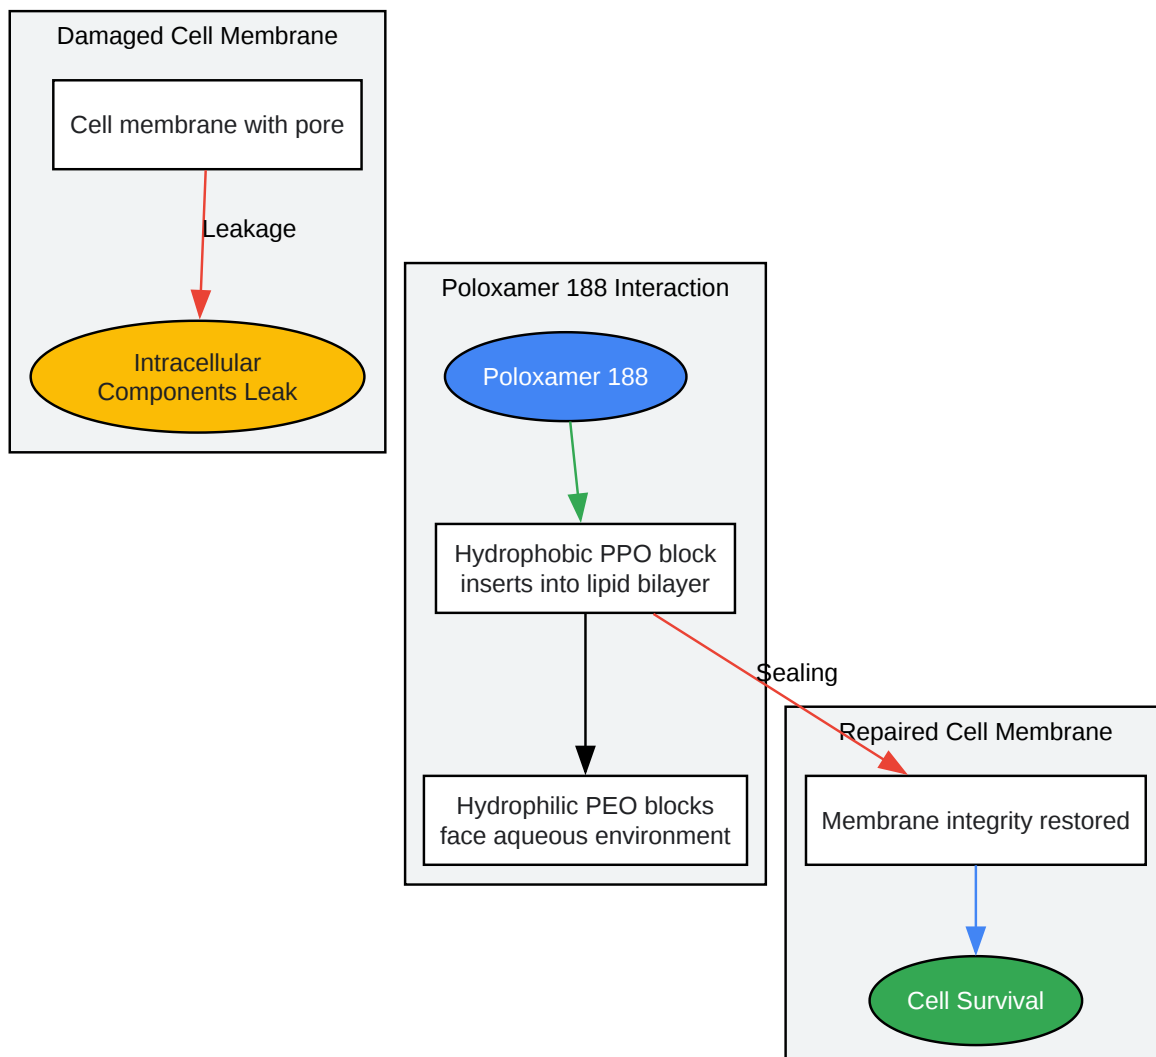 Damaged Cell Membrane
Cell membrane with pore
Leakage
Intracellular
Components Leak
Poloxamer 188 Interaction
Poloxamer 188
Hydrophobic PPO block
inserts into lipid bilayer
Sealing
Hydrophilic PEO blocks
face aqueous environment
Repaired Cell Membrane
Membrane integrity restored
Cell Survival